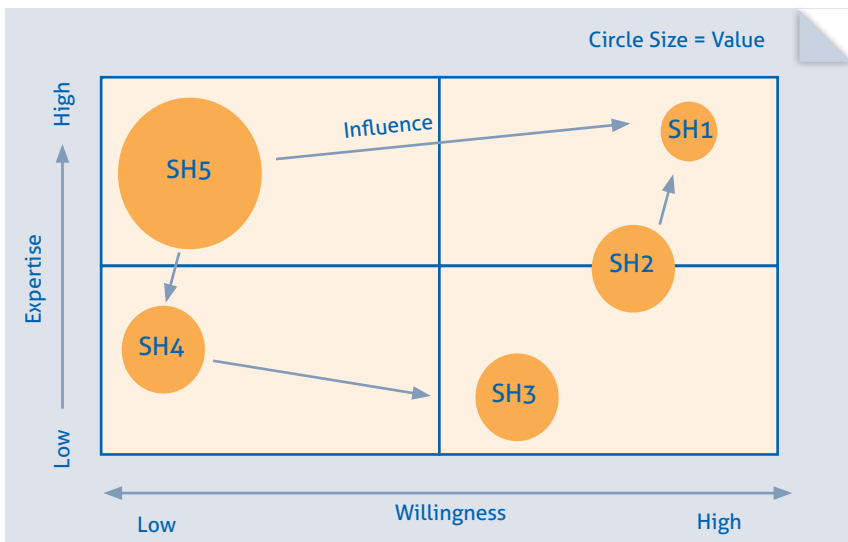 Circle Size = Value
High
Influence
SH1
SH5
SH2
Expertise
SH4
SH3
Low
Willingness
Low
High